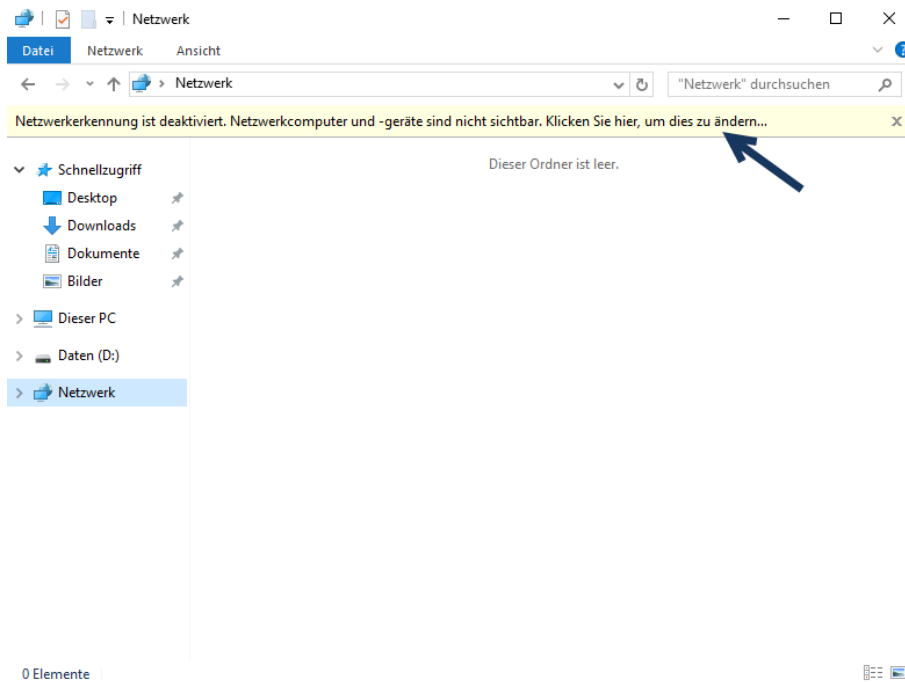 Netzwerk
Datei Netzwerk Ansicht
Netzwerk "Netzwerk" durchsuchen
Netzwerkerkennung ist deaktiviert. Netzwerkcomputer und -geräte sind nicht sichtbar. Klicken Sie hier, um dies zu ändern...
Dieser Ordner ist leer.
Schnellzugriff
Desktop
Downloads
Dokumente
Bilder
Dieser PC
Daten (D:)
Netzwerk
0 Elemente